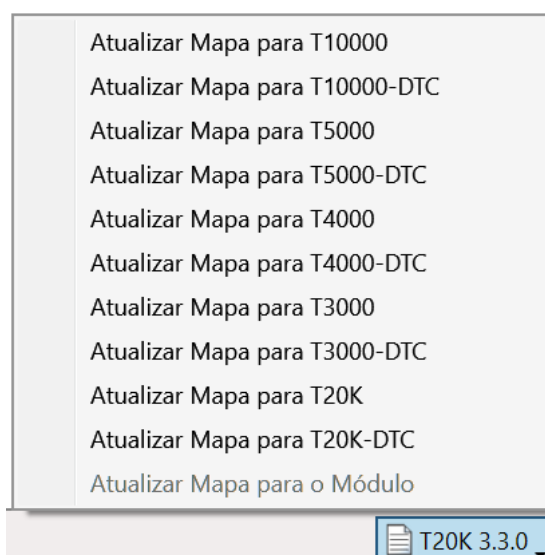 Atualizar Mapa para T10000
Atualizar Mapa para T10000-DTC
Atualizar Mapa para T5000
Atualizar Mapa para T5000-DTC
Atualizar Mapa para T4000
Atualizar Mapa para T4000-DTC
Atualizar Mapa para T3000
Atualizar Mapa para T3000-DTC
Atualizar Mapa para T20K
Atualizar Mapa para T20K-DTC
Atualizar Mapa para o Módulo
T20K 3.3.0